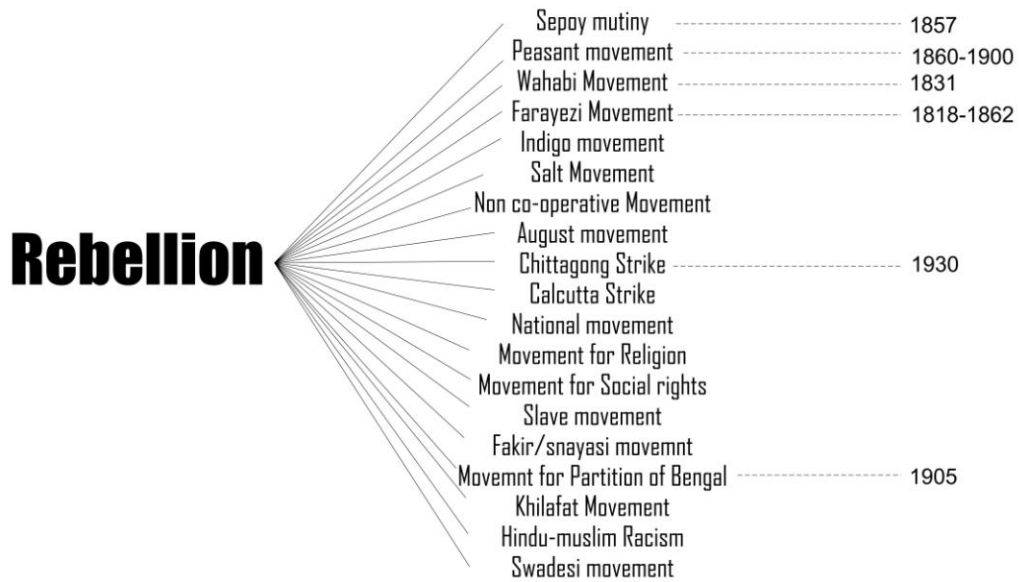 Sepoy mutiny 1857
Peasant movement 1860-1900
Wahabi Movement 1831
Farayezi Movement 1818-1862
Indigo movement
Salt Movement
Non co-operative Movement
August movement
Rebellion
Chittagong Strike 1930
Calcutta Strike
National movement
Movement for Religion
Movement for Social rights
Slave movement
Fakir/snayasi movemnt
Movemnt for Partition of Bengal 1905
Khilafat Movement
Hindu-muslim Racism
Swadesi movement